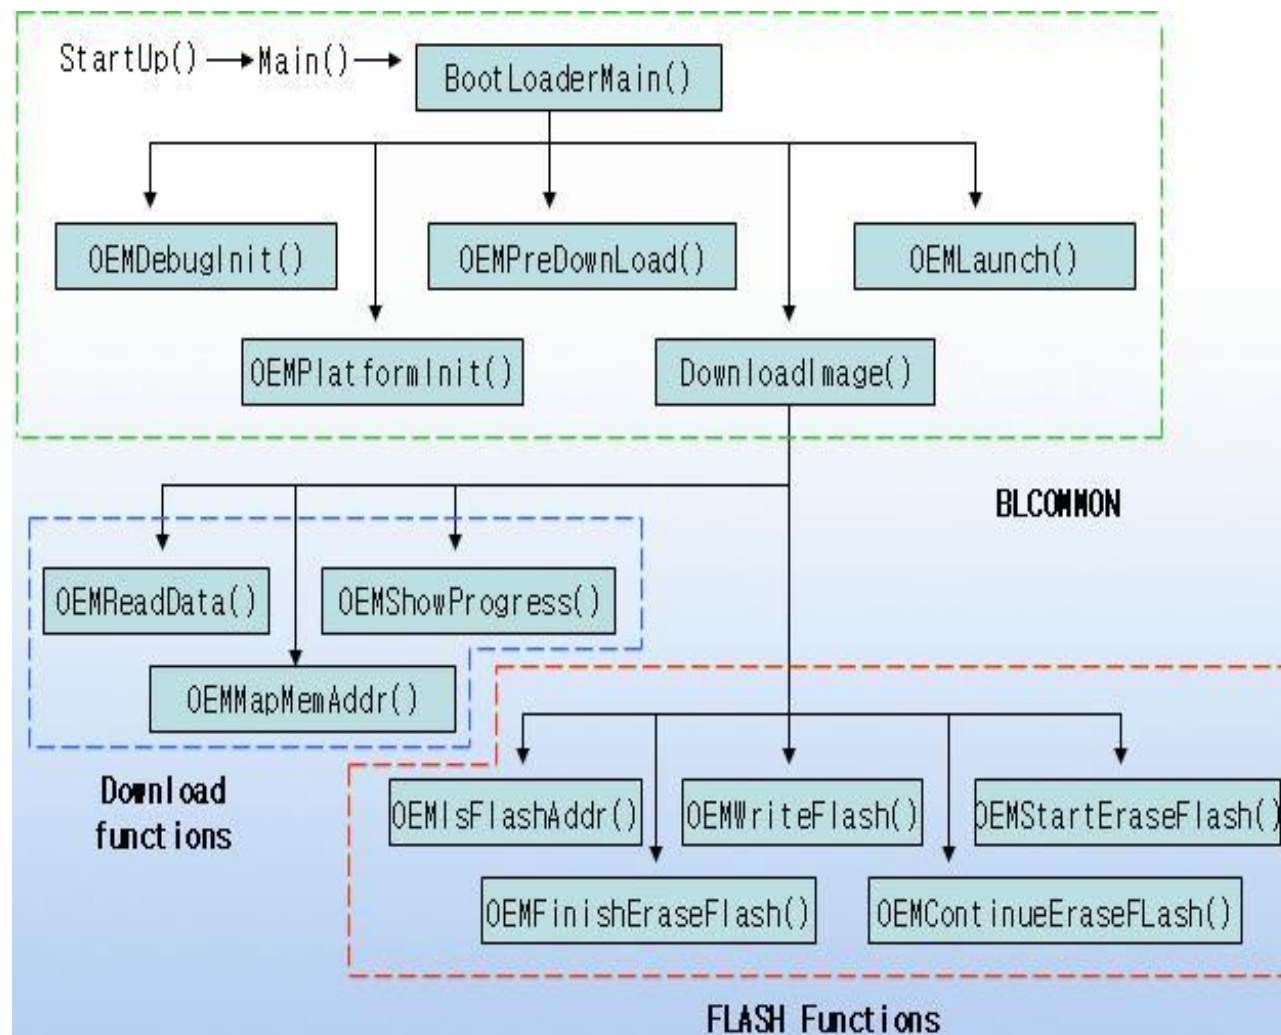 StartUp() Main() BootLoaderMain()
OEMDebugInit() OEMPreDownLoad() OEMLaunch()
OEMPlatformInit() DownloadImage()
BLCOMMON
OEMReadData() OEMShowProgress()
OEMMapMemAddr()
Download
functions
OEMIsFlashAddr() OEMWriteFlash() OEMStartEraseFlash()
OEMFinishEraseFlash() OEMContinueEraseFLash()
FLASH Functions